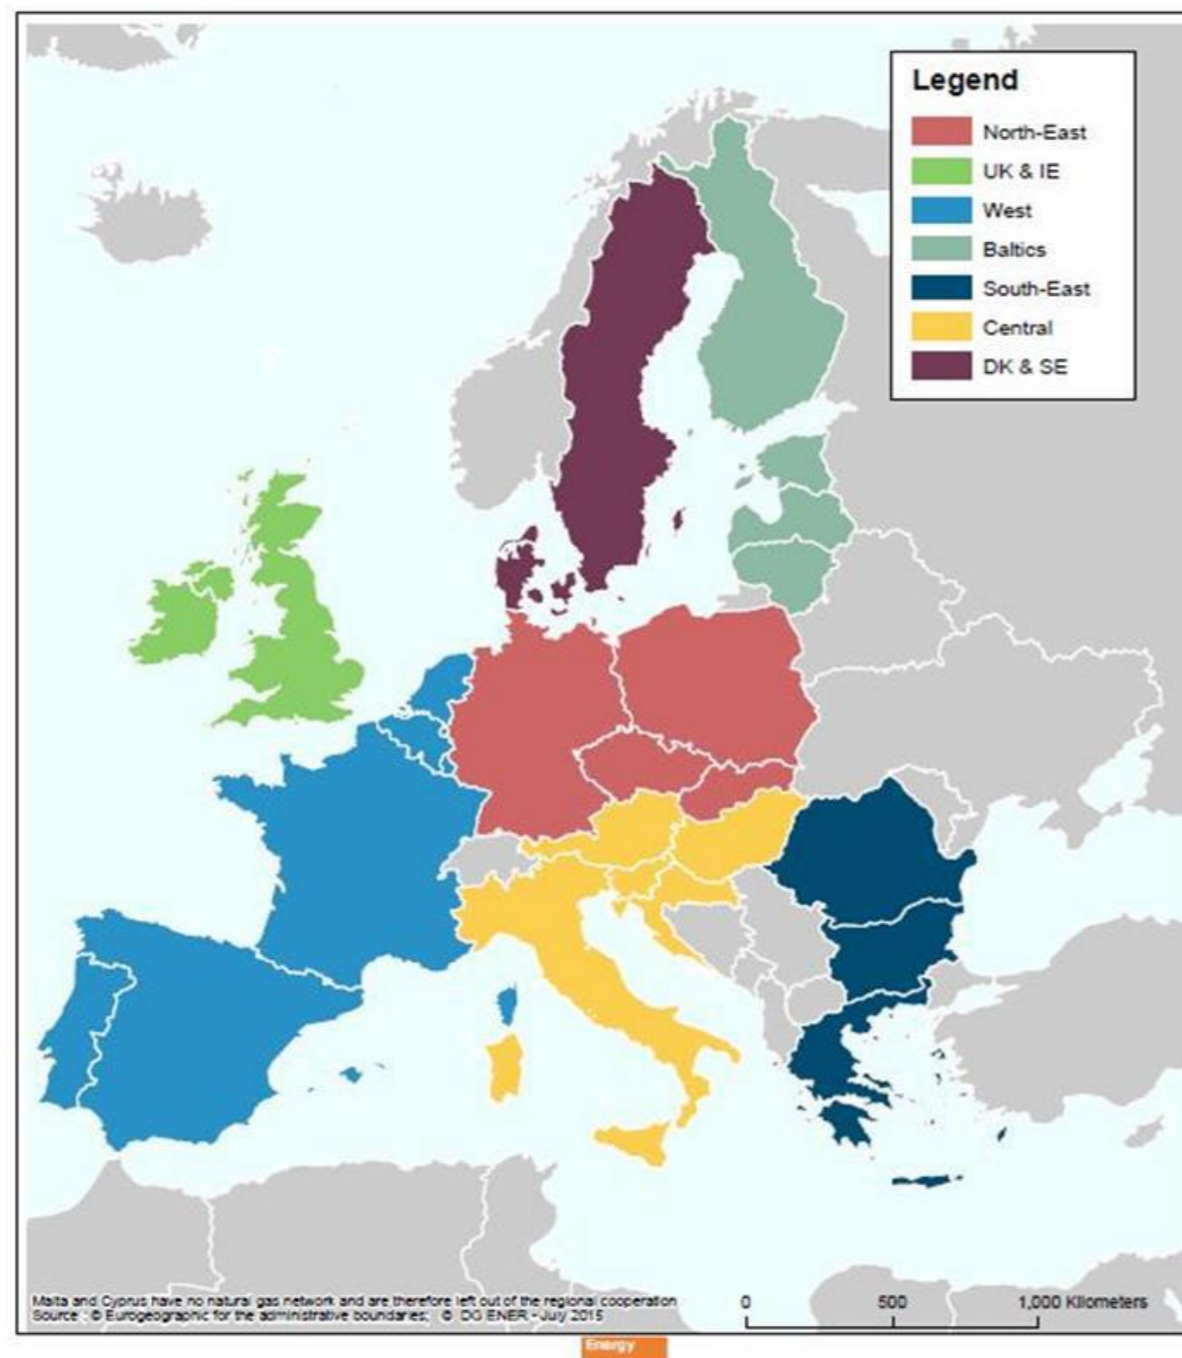 Legend
North-East
UK & IE
West
Baltics
South-East
Central
DK & SE
Malta and Cyprus have no natural gas network and are therefore left out of the regional cooperation
Source : © Eurogeographic for the administrative boundaries; © DG ENER - July 2015
0 500 1,000 Kilometers
Energy